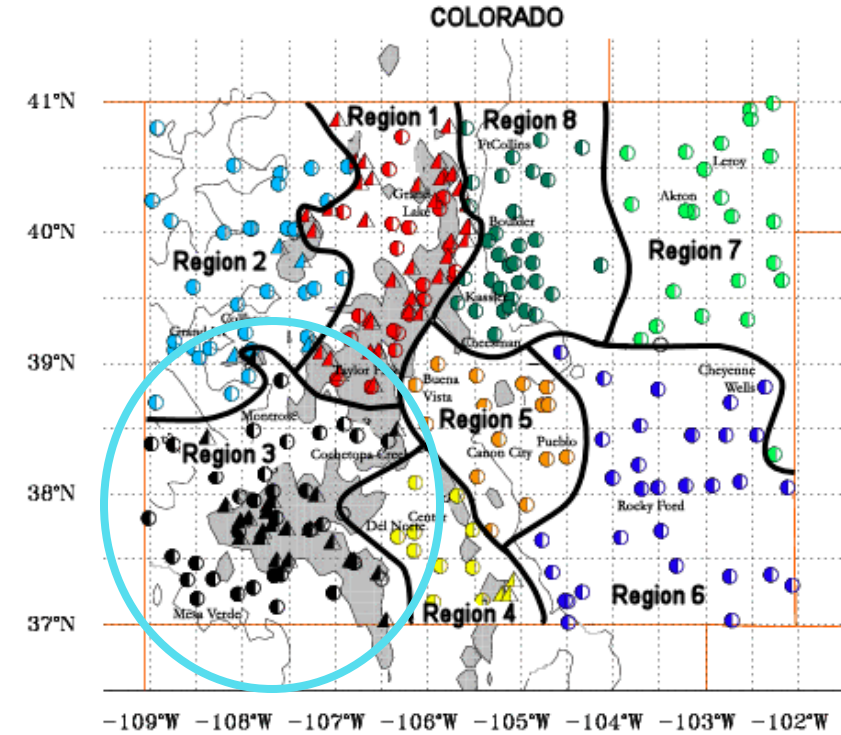 COLORADO
41°N
Region 1
Region 8
FtCollins
Leroy
Grand
Lake
Akron
Boulder
40°N
Region 2
Region 7
Kassler
Cheesman
39°N
Taylor
Buena
Vista
Cheyenne
Wells
Montrose
Region 5
Region 3
Cochetopa Creek
Canon City
Pueblo
38°N
Rocky Ford
Del Norte
Center
Mesa Verde
Region 4
Region 6
37°N
-109°W -108°W -107°W -106°W -105°W -104°W -103°W -102°W